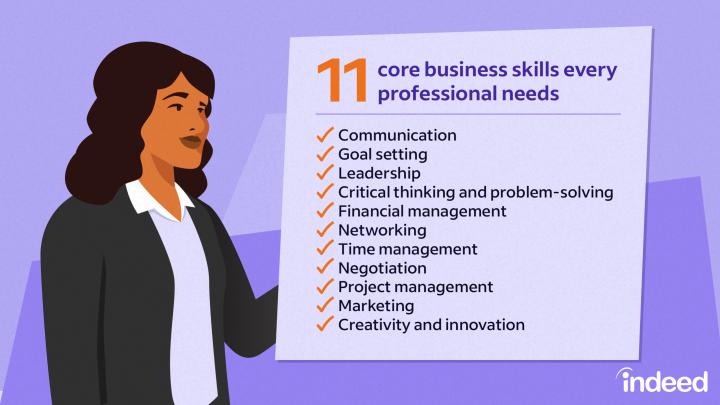 11 core business skills every
professional needs
Communication
Goal setting
Leadership
Critical thinking and problem-solving
Financial management
Networking
Time management
Negotiation
Project management
Marketing
Creativity and innovation
indeed